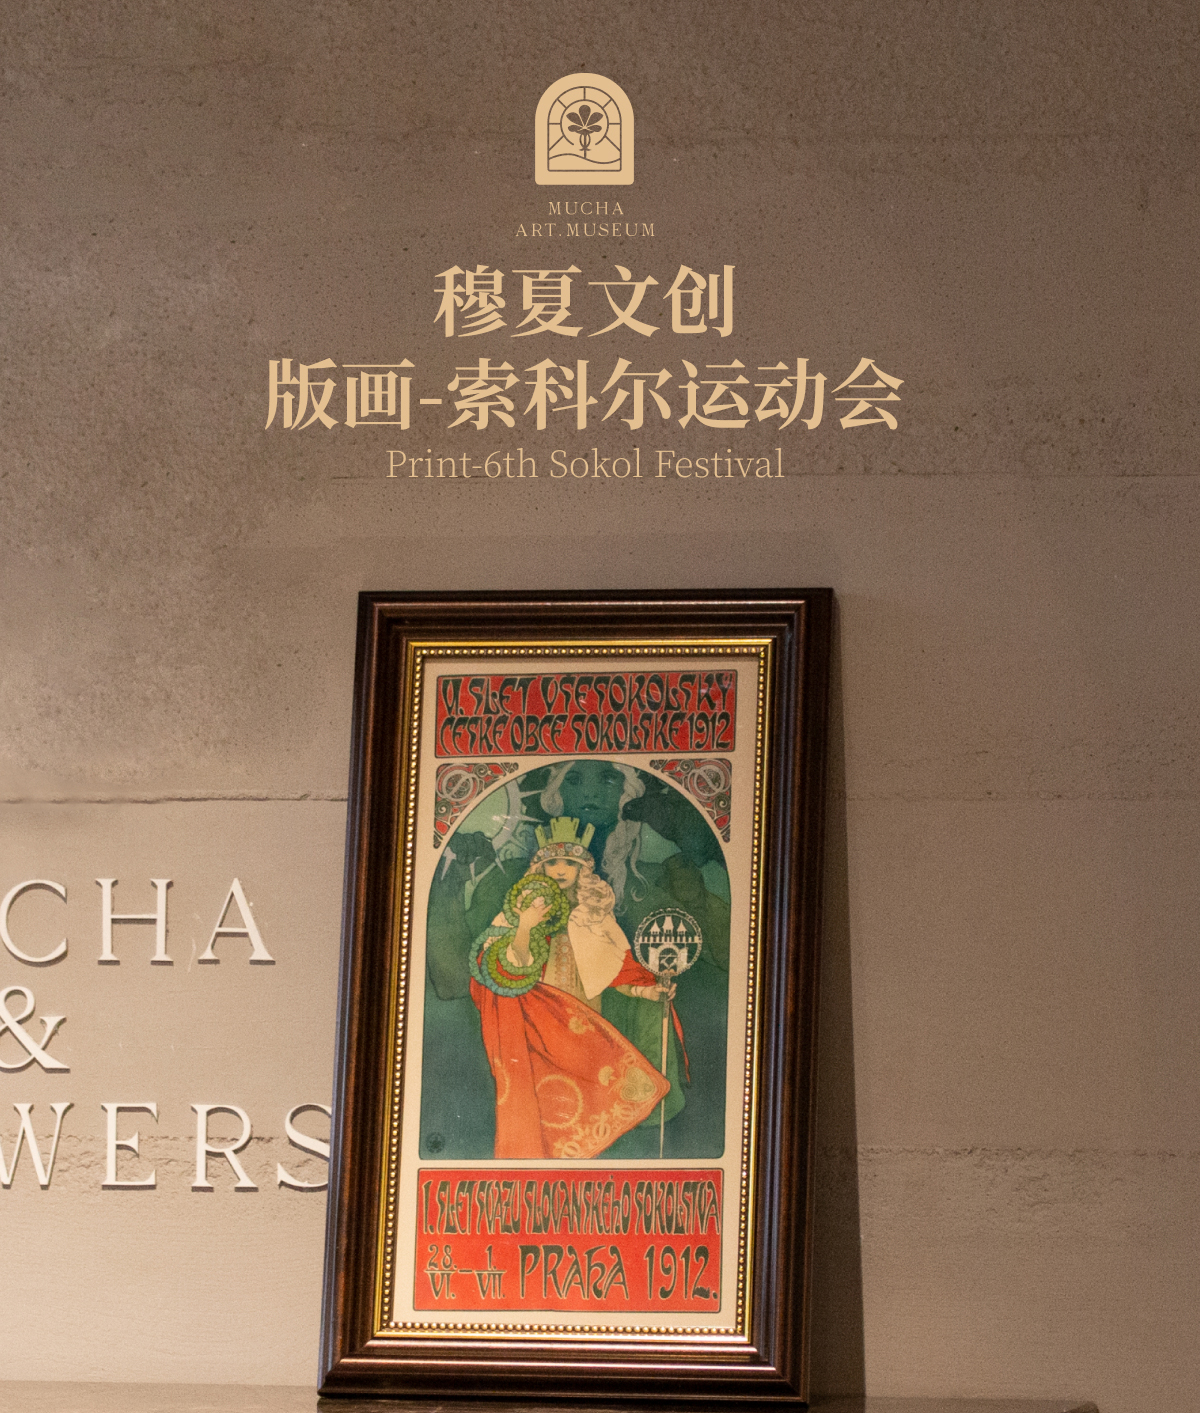 MUCHA
ART.MUSEUM
穆夏文创
版画-索科尔运动会
Print-6th Sokol Festival
VI. SLET VŠESOKOLSKÝ
ČESKÉ OBCE SOKOLSKÉ 1912
CHA
&
WERS
I. SLET SVAZU SLOVANSKÉhO SOKOLSTVA
28. VI. – 1. VII. PRAhA 1912.